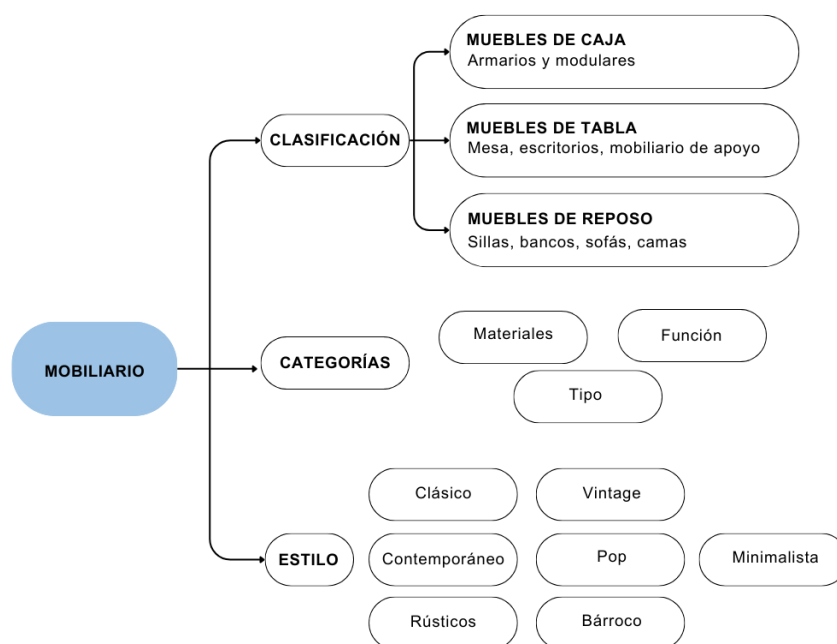 MUEBLES DE CAJA
Armarios y modulares
CLASIFICACIÓN
MUEBLES DE TABLA
Mesa, escritorios, mobiliario de apoyo
MUEBLES DE REPOSO
Sillas, bancos, sofás, camas
MOBILIARIO
CATEGORÍAS
Materiales
Función
Tipo
ESTILO
Clásico
Vintage
Contemporáneo
Pop
Minimalista
Rústicos
Bárroco